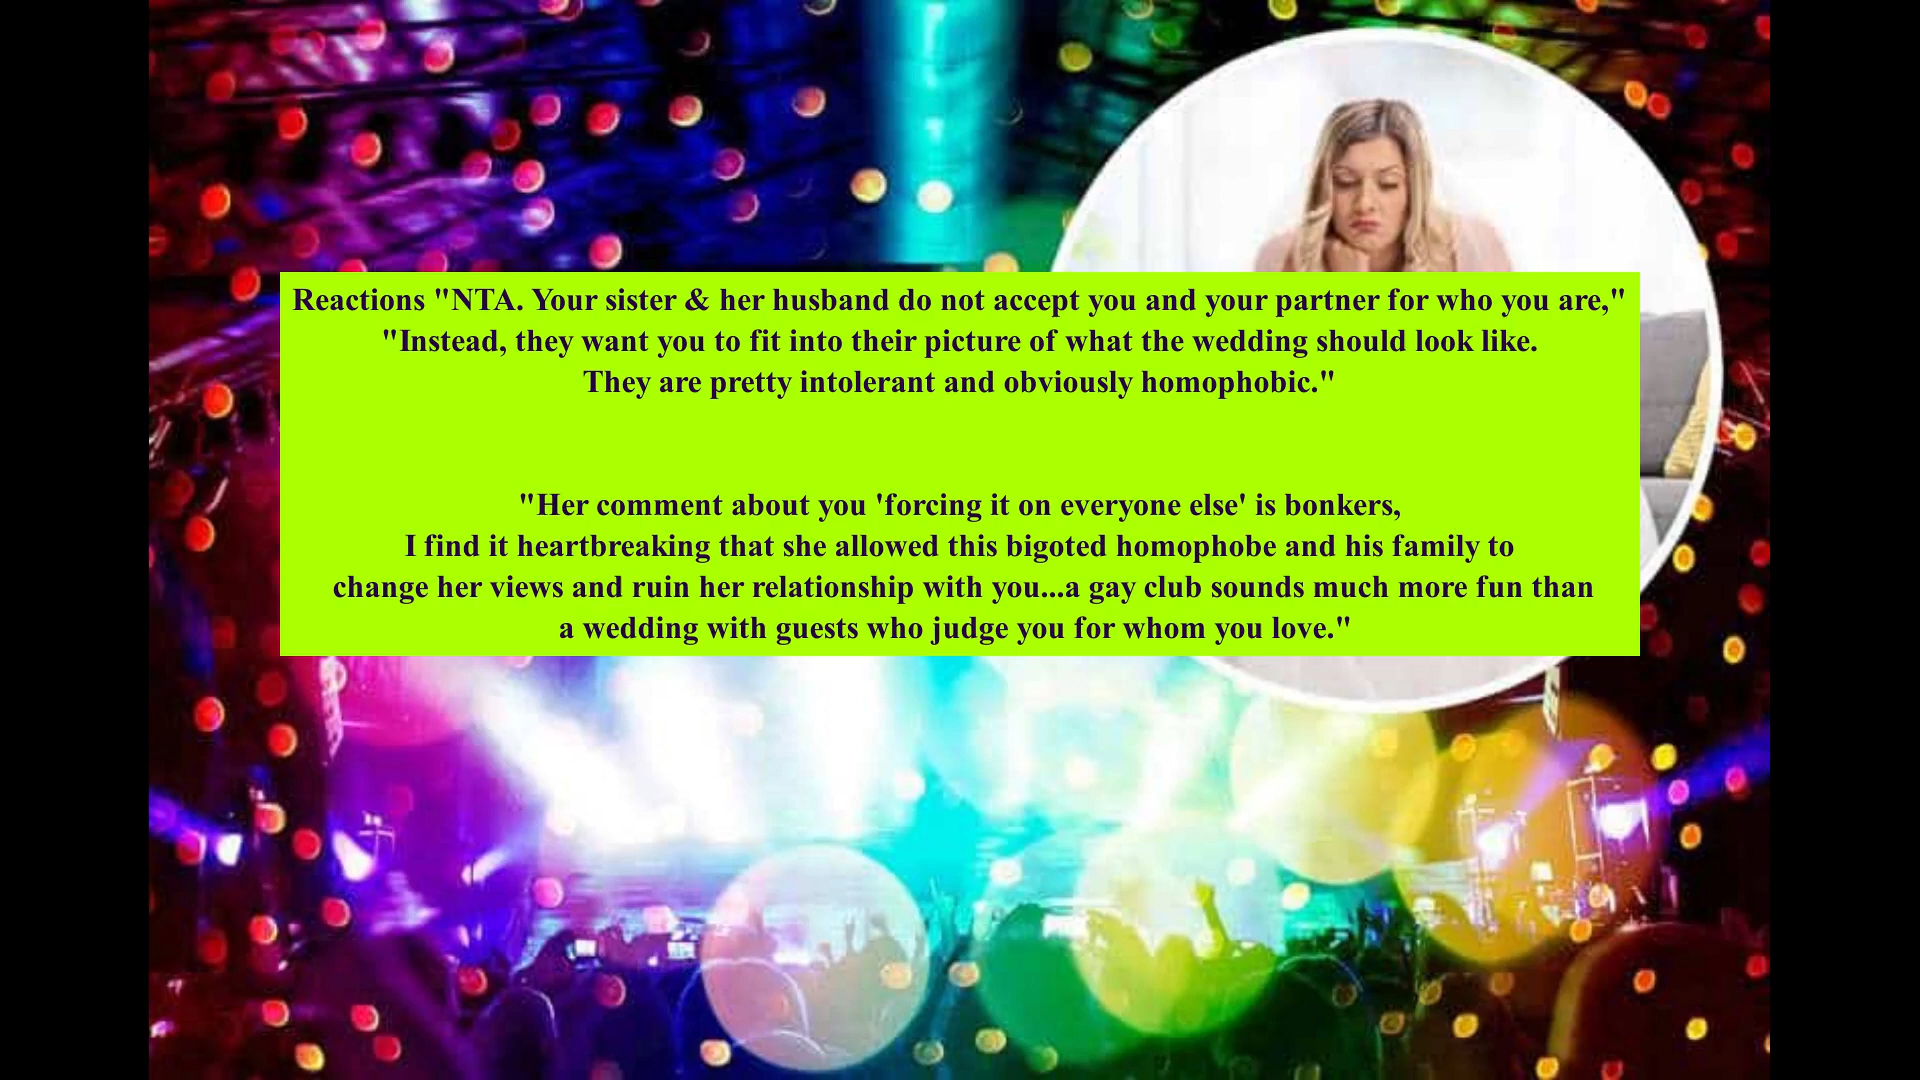 Reactions "NTA. Your sister & her husband do not accept you and your partner for who you are,"
"Instead, they want you to fit into their picture of what the wedding should look like.
They are pretty intolerant and obviously homophobic."
"Her comment about you 'forcing it on everyone else' is bonkers,
I find it heartbreaking that she allowed this bigoted homophobe and his family to
change her views and ruin her relationship with you...a gay club sounds much more fun than
a wedding with guests who judge you for whom you love."